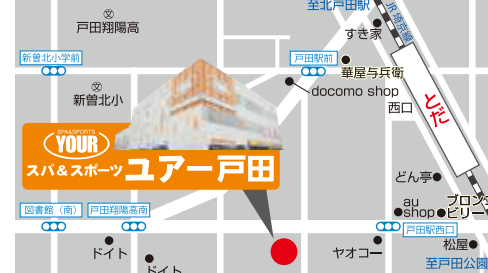 至北戸田駅
JR埼京線
文
戸田翔陽高
すき家
新曽北小学前
戸田駅前
華屋与兵衛
文
新曽北小
docomo shop
西口
とだ
SPA&SPORTS
YOUR
スパ&スポーツ ユアー戸田
どん亭
au
shop
ブロン
ビリー
図書館（南）
戸田翔陽高南
戸田駅西口
ドイト
ヤオコー
松屋
ドイト
至戸田公園